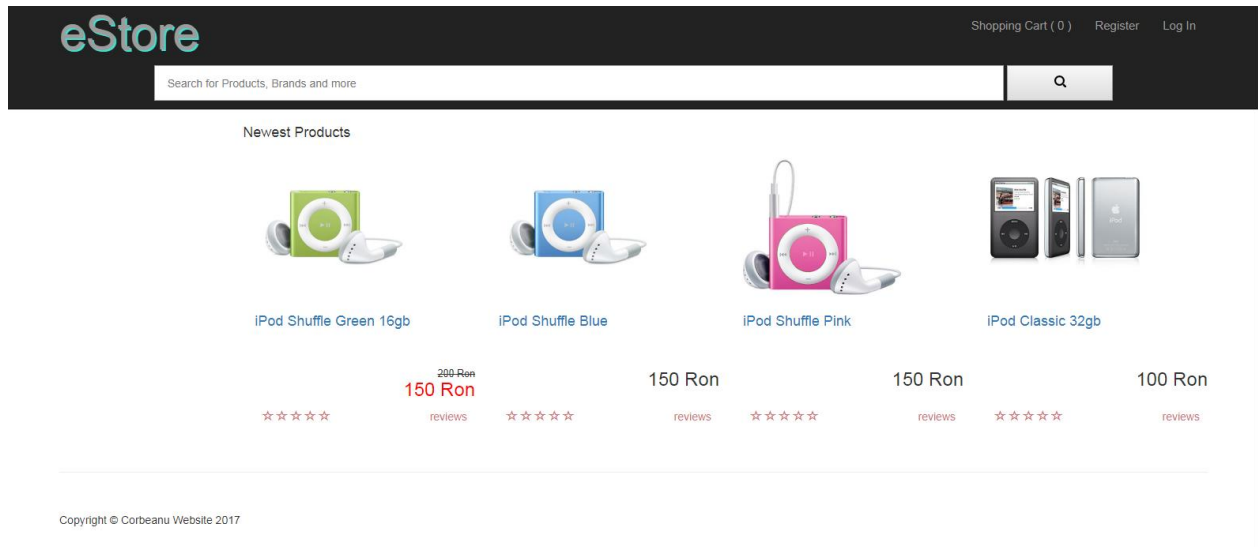 eStore
Shopping Cart ( 0 ) Register Log In
Search for Products, Brands and more
Newest Products
iPod Shuffle Green 16gb iPod Shuffle Blue iPod Shuffle Pink iPod Classic 32gb
200 Ron
150 Ron 150 Ron 150 Ron 100 Ron
reviews reviews reviews reviews
Copyright © Corbeanu Website 2017